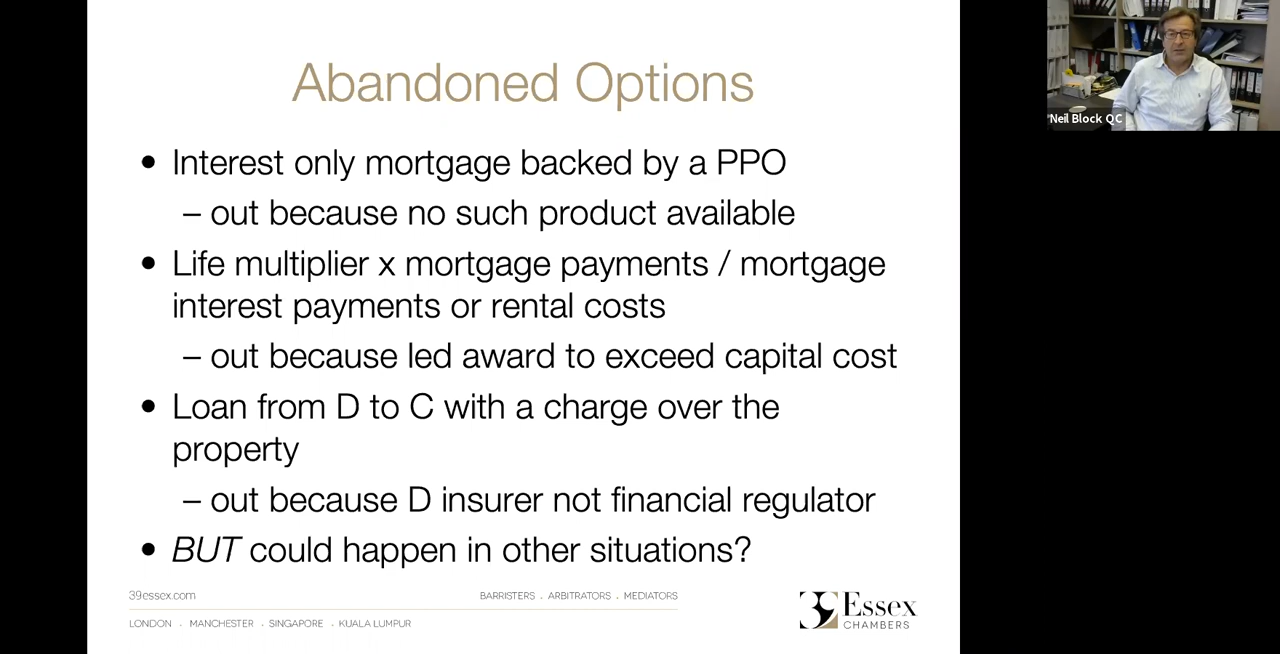 Abandoned Options
• Interest only mortgage backed by a PPO
– out because no such product available
• Life multiplier x mortgage payments / mortgage
interest payments or rental costs
– out because led award to exceed capital cost
• Loan from D to C with a charge over the
property
– out because D insurer not financial regulator
• BUT could happen in other situations?
39essex.com
BARRISTERS . ARBITRATORS . MEDIATORS
LONDON . MANCHESTER . SINGAPORE . KUALA LUMPUR
39 Essex
CHAMBERS
Neil Block QC